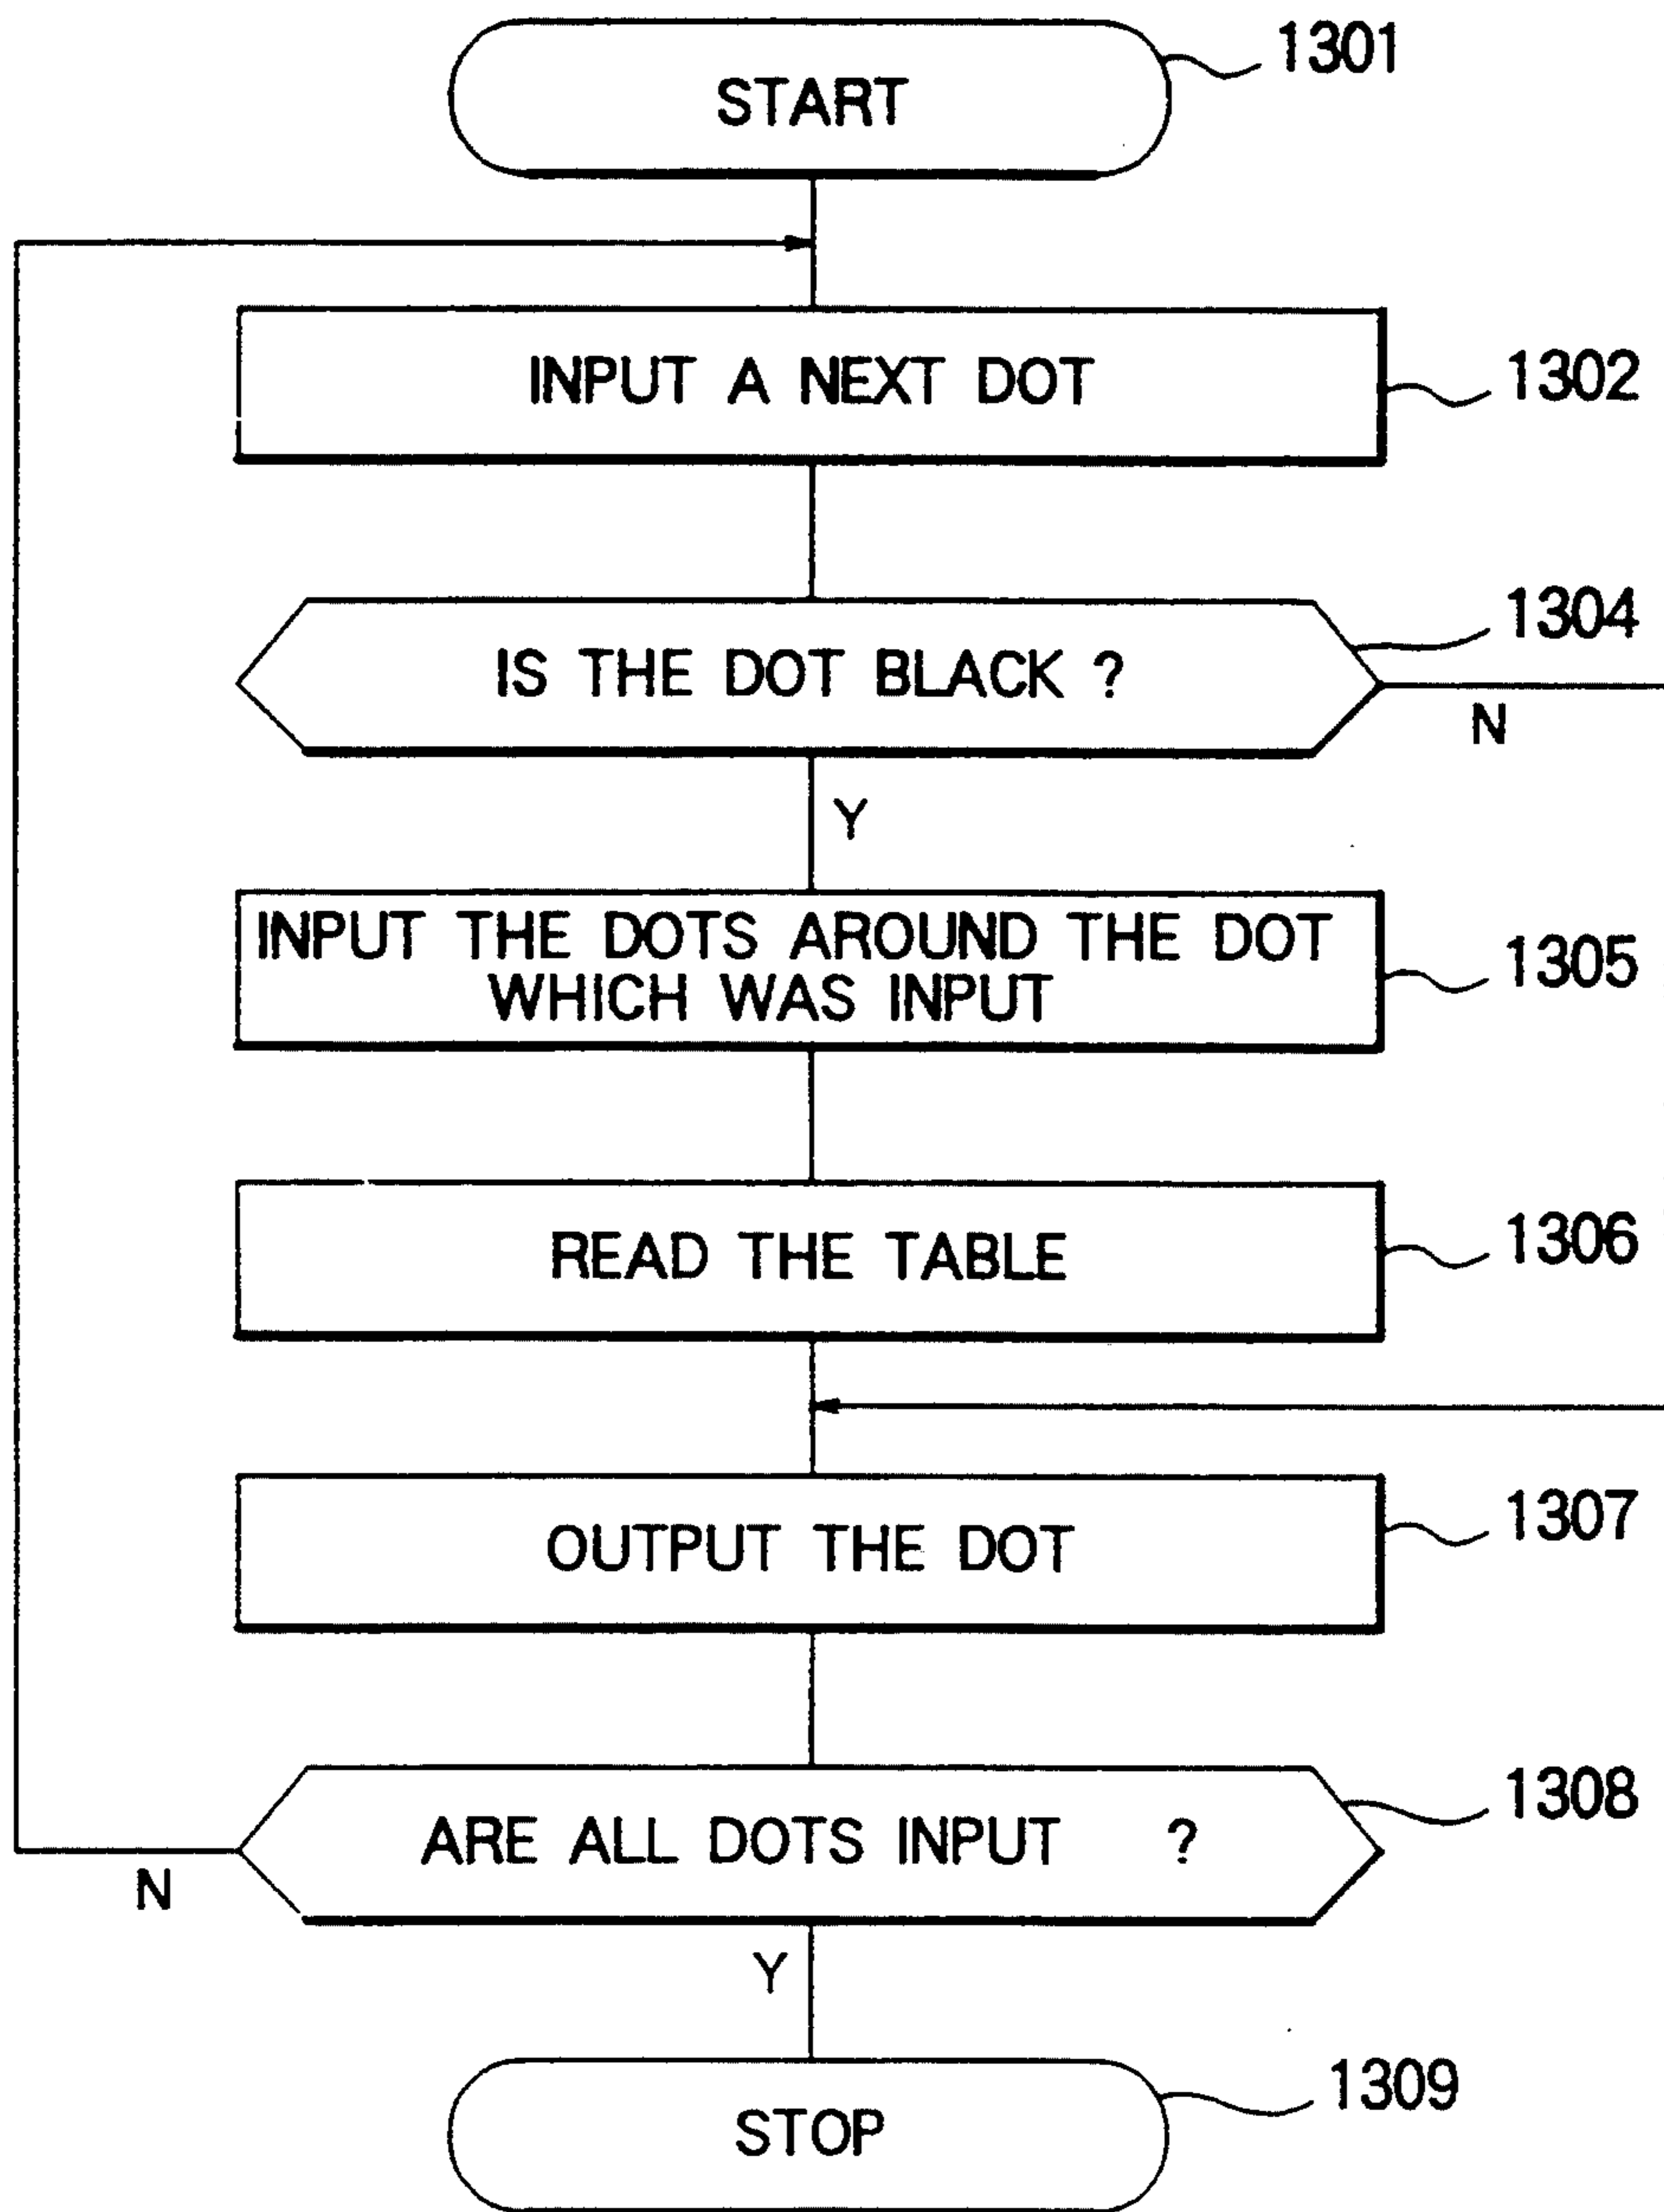 START
1301
INPUT A NEXT DOT
1302
IS THE DOT BLACK ?
1304
N
Y
INPUT THE DOTS AROUND THE DOT
WHICH WAS INPUT
1305
READ THE TABLE
1306
OUTPUT THE DOT
1307
ARE ALL DOTS INPUT ?
1308
N
Y
STOP
1309